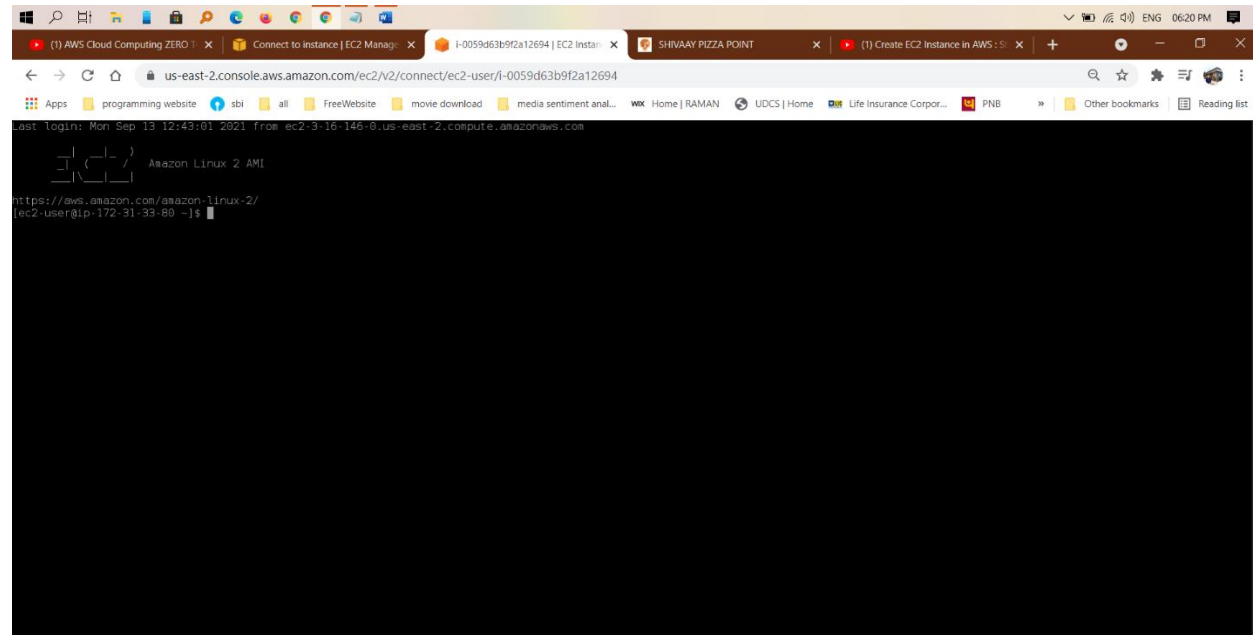 ENG 06:20 PM
(1) AWS Cloud Computing ZERO T
Connect to instance | EC2 Manage
i-0059d63b9f2a12694 | EC2 Instan
SHIVAAY PIZZA POINT
(1) Create EC2 Instance in AWS : St
us-east-2.console.aws.amazon.com/ec2/v2/connect/ec2-user/i-0059d63b9f2a12694
Apps programming website sbi all FreeWebsite movie download media sentiment anal... WIX Home | RAMAN UDCS | Home Life Insurance Corpor... PNB » Other bookmarks Reading list
Last login: Mon Sep 13 12:43:01 2021 from ec2-3-16-146-0.us-east-2.compute.amazonaws.com
Amazon Linux 2 AMI
https://aws.amazon.com/amazon-linux-2/
[ec2-user@ip-172-31-33-80 ~]$